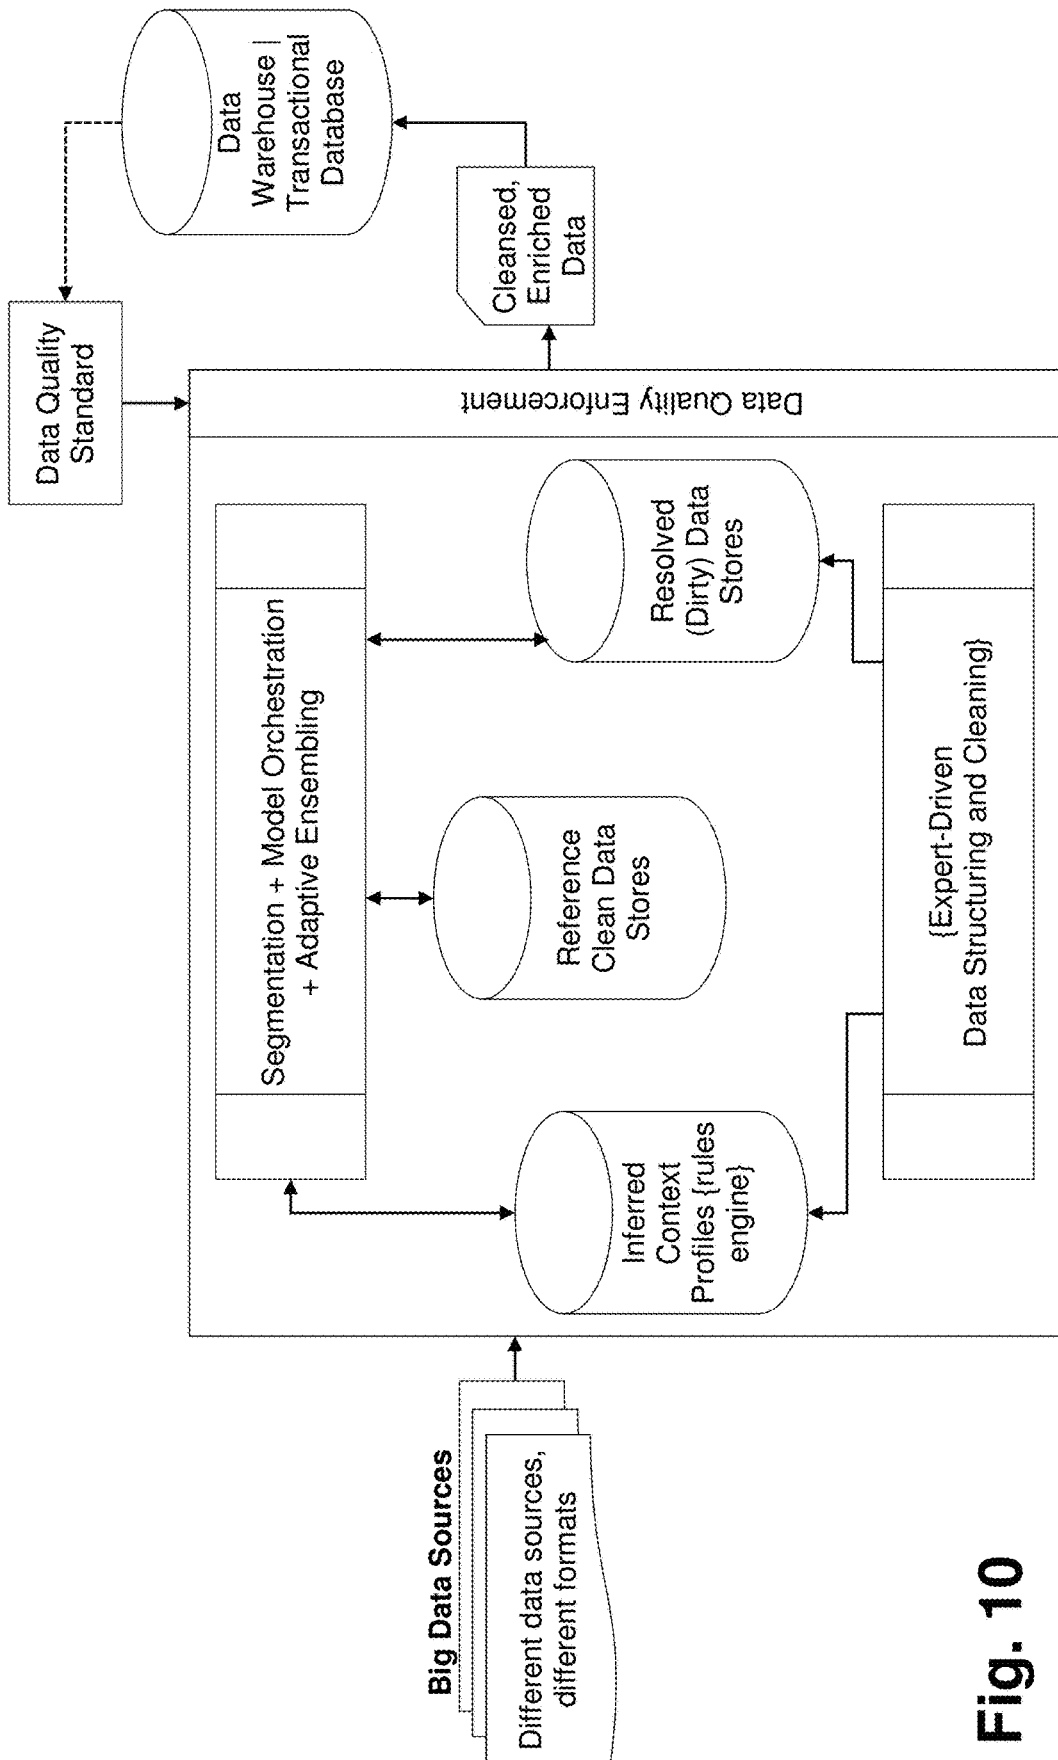 Data Quality
Standard
Data
Warehouse |
Transactional
Database
Segmentation + Model Orchestration
+ Adaptive Ensembling
Cleansed,
Enriched
Data
Data Quality Enforcement
Big Data Sources
Different data sources,
different formats
Inferred
Context
Profiles {rules
engine}
Reference
Clean Data
Stores
Resolved
(Dirty) Data
Stores
{Expert-Driven
Data Structuring and Cleaning}
Fig. 10